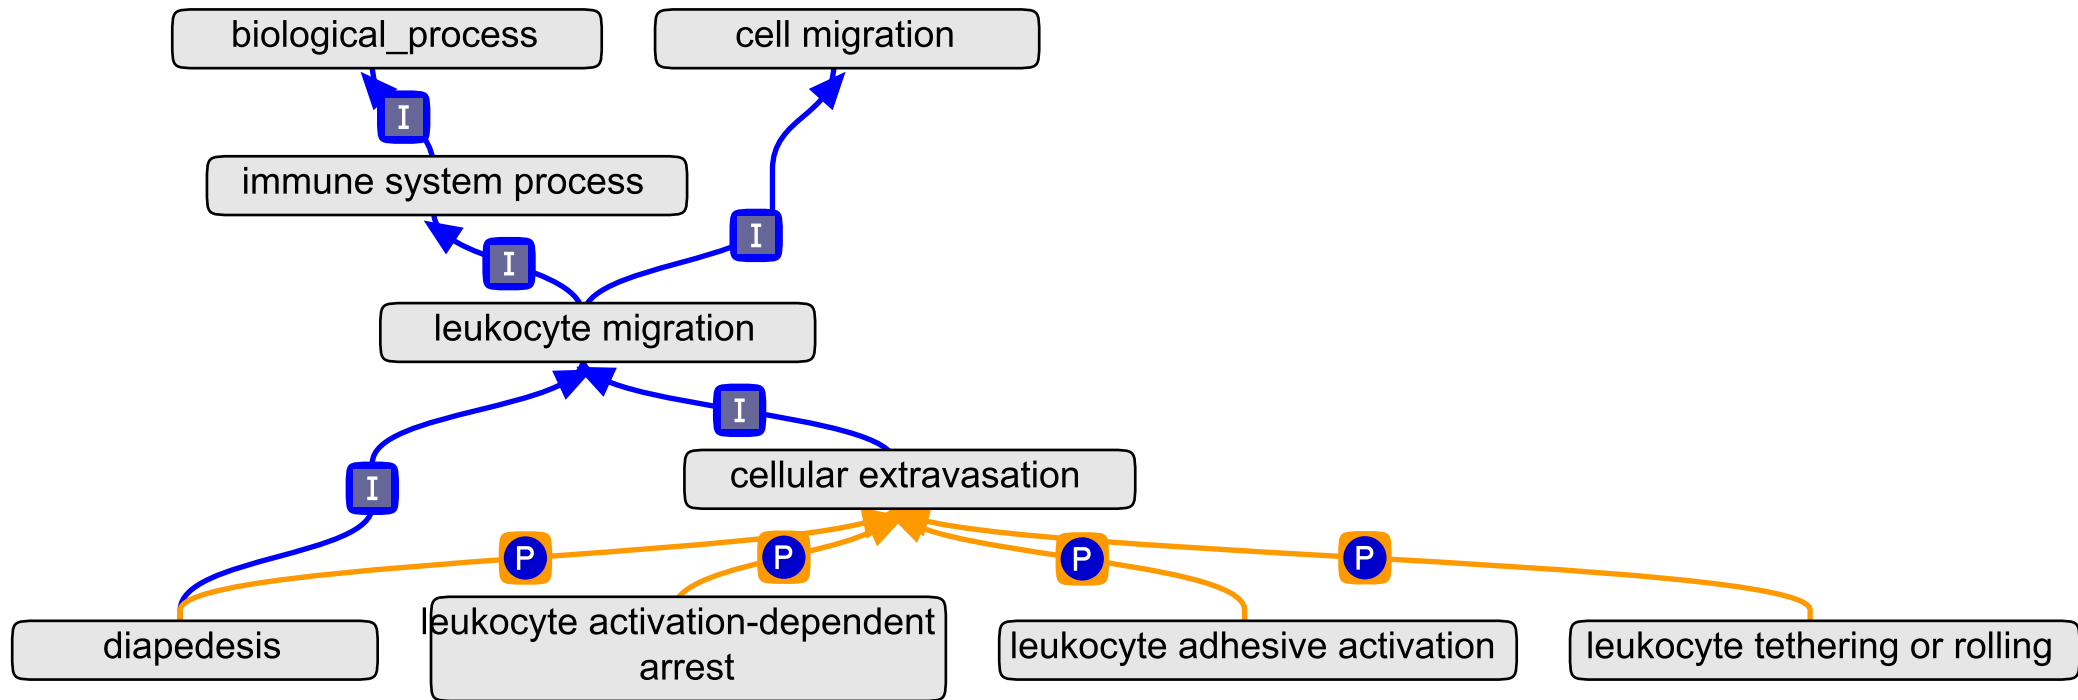 biological_process
cell migration
I
immune system process
I
I
leukocyte migration
I
cellular extravasation
I
P
P
P
P
leukocyte activation-dependent
arrest
diapedesis
leukocyte adhesive activation
leukocyte tethering or rolling